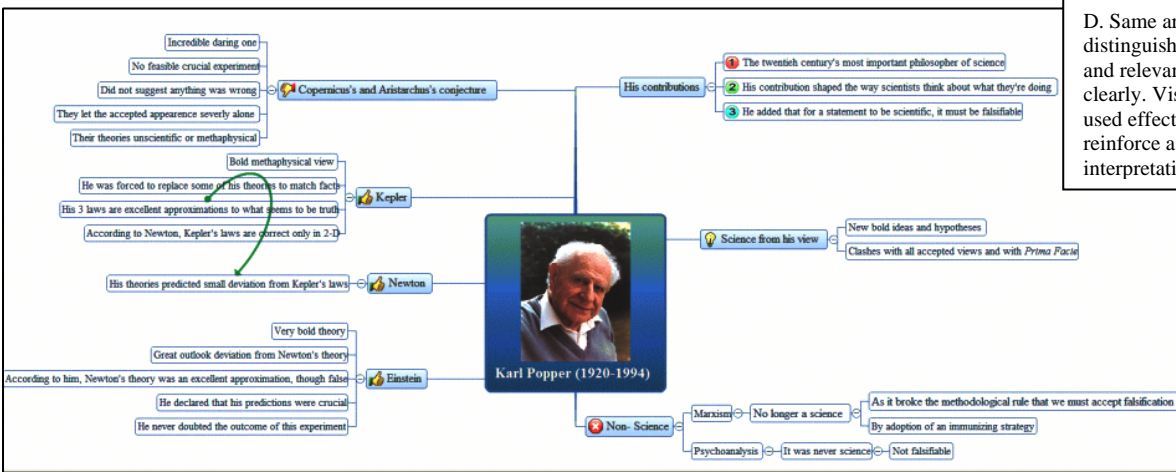 Incredible daring one
No feasible crucial experiment
Did not suggest anything was wrong
They let the accepted appearence severly alone
Their theories unscientific or methaphysical
Copernicus's and Aristarchus's conjecture
Bold methaphysical view
He was forced to replace some of his theories to match facts
His 3 laws are excellent approximations to what seems to be truth
According to Newton, Kepler's laws are correct only in 2-D
Kepler
His theories predicted small deviation from Kepler's laws
Newton
Very bold theory
Great outlook deviation from Newton's theory
According to him, Newton's theory was an excellent approximation, though false
He declared that his predictions were crucial
He never doubted the outcome of this experiment
Einstein
Karl Popper (1920-1994)
His contributions
1 The twentieh century's most important philosopher of science
2 His contribution shaped the way scientists think about what they're doing
3 He added that for a statement to be scientific, it must be falsifiable
Science from his view
New bold ideas and hypotheses
Clashes with all accepted views and with Prima Facie
Non- Science
Marxism
No longer a science
As it broke the methodological rule that we must accept falsification
By adoption of an immunizing strategy
Psychoanalysis
It was never science
Not falsifiable
D. Same
distinguish
and
clearly.
used
reinforce a